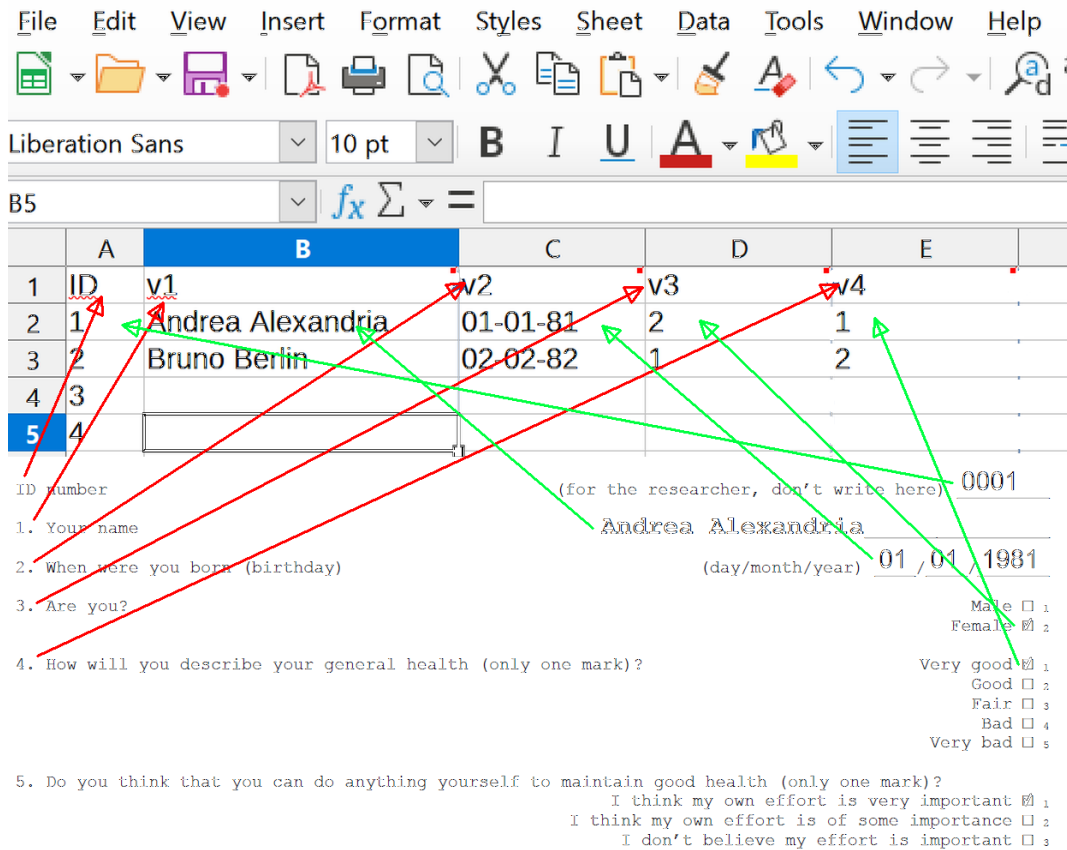 File Edit View Insert Format Styles Sheet Data Tools Window Help
Liberation Sans 10 pt B I U A
B5 fx Σ =
A B C D E
1 ID v1 v2 v3 v4
2 1 Andrea Alexandria 01-01-81 2 1
3 2 Bruno Berlin 02-02-82 1 2
4 3
5 4
ID number (for the researcher, don't write here) 0001
1. Your name Andrea Alexandria
2. When were you born (birthday) (day/month/year) 01 / 01 / 1981
3. Are you? Male ☐ 1
Female ☑ 2
4. How will you describe your general health (only one mark)? Very good ☑ 1
Good ☐ 2
Fair ☐ 3
Bad ☐ 4
Very bad ☐ 5
5. Do you think that you can do anything yourself to maintain good health (only one mark)?
I think my own effort is very important ☑ 1
I think my own effort is of some importance ☐ 2
I don't believe my effort is important ☐ 3